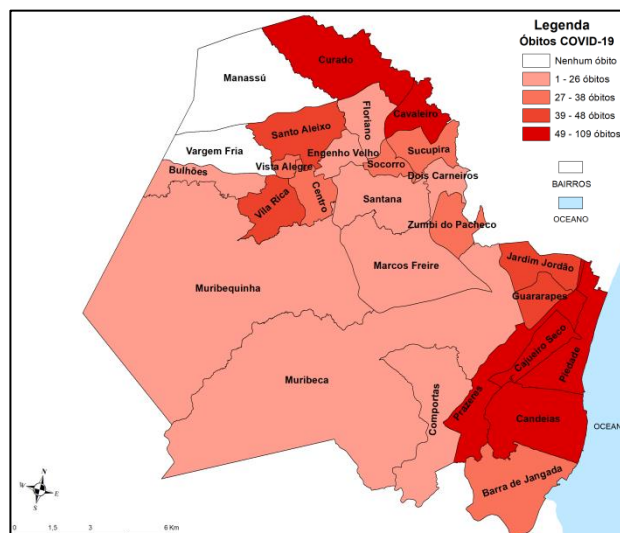 Legenda
Óbitos COVID-19
Nenhum óbito
1 - 26 óbitos
27 - 38 óbitos
39 - 48 óbitos
49 - 109 óbitos
BAIRROS
OCEANO
Curado
Manassú
Floriano
Cavaleiro
Santo Aleixo
Vargem Fria
Engenho Velho
Sucupira
Vista Alegre
Socorro
Bulhões
Dois Carneiros
Vila Rica
Centro
Santana
Zumbi do Pacheco
Marcos Freire
Jardim Jordão
Muribequinha
Guararapes
Cajueiro Seco
Piedade
Muribeca
Comportas
Prazeres
Candeias
OCEANO
Barra de Jangada
N
W E
S
0 1,5 3 6 Km